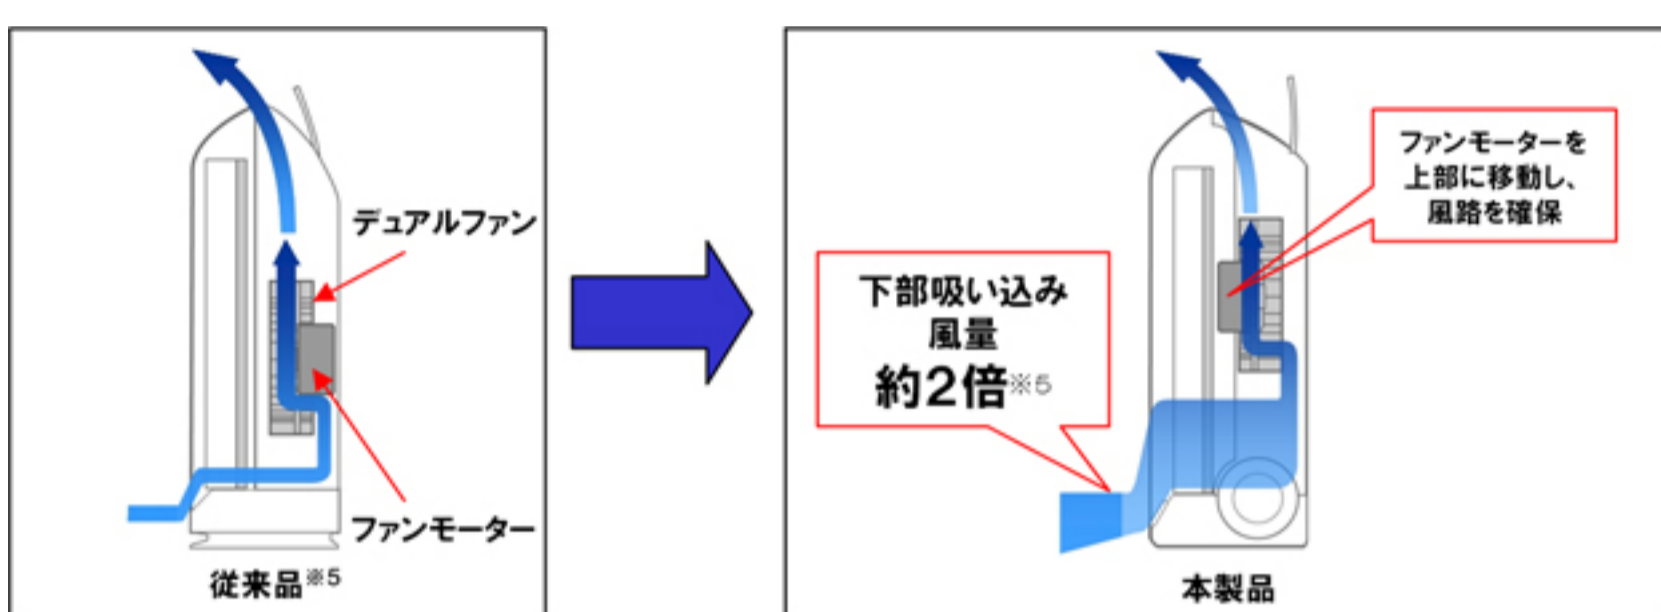 デュアルファン
ファンモーター
従来品※5
ファンモーターを
上部に移動し、
風路を確保
下部吸い込み
風量
約2倍※5
本製品